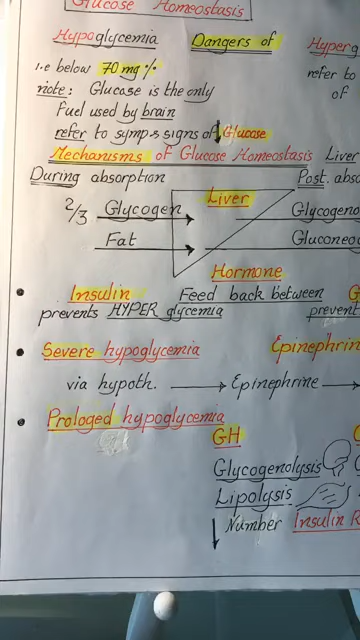 Glucose Homeostasis
Hypoglycemia Dangers of Hyperg
i.e below 70 mg% refer to
note: Glucose is the only of
Fuel used by brain
refer to symp.s signs of ↓ Glucose
Mechanisms of Glucose Homeostasis Liver
During absorption Post. abso
2/3 Glycogen Liver Glycogeno
Fat Gluconeo
Hormone
• Insulin Feed back between G
prevents HYPER glycemia prevent
• Severe hypoglycemia Epinephrin
via hypoth. → Epinephrine →
• Prologed hypoglycemia
GH C
Glycogenolysis
Lipolysis
↓ Number Insulin R